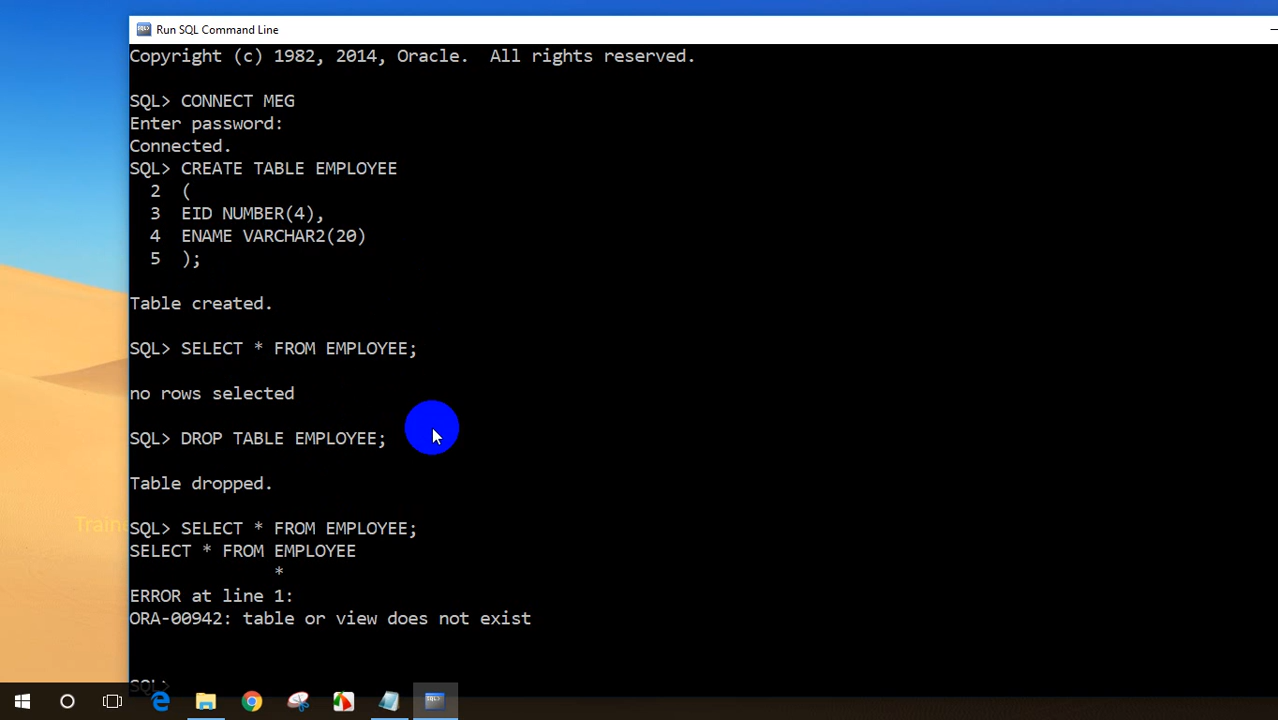 Run SQL Command Line
Copyright (c) 1982, 2014, Oracle.  All rights reserved.
SQL> CONNECT MEG
Enter password:
Connected.
SQL> CREATE TABLE EMPLOYEE
  2  (
  3  EID NUMBER(4),
  4  ENAME VARCHAR2(20)
  5  );
Table created.
SQL> SELECT * FROM EMPLOYEE;
no rows selected
SQL> DROP TABLE EMPLOYEE;
Table dropped.
SQL> SELECT * FROM EMPLOYEE;
SELECT * FROM EMPLOYEE
              *
ERROR at line 1:
ORA-00942: table or view does not exist
SQL>